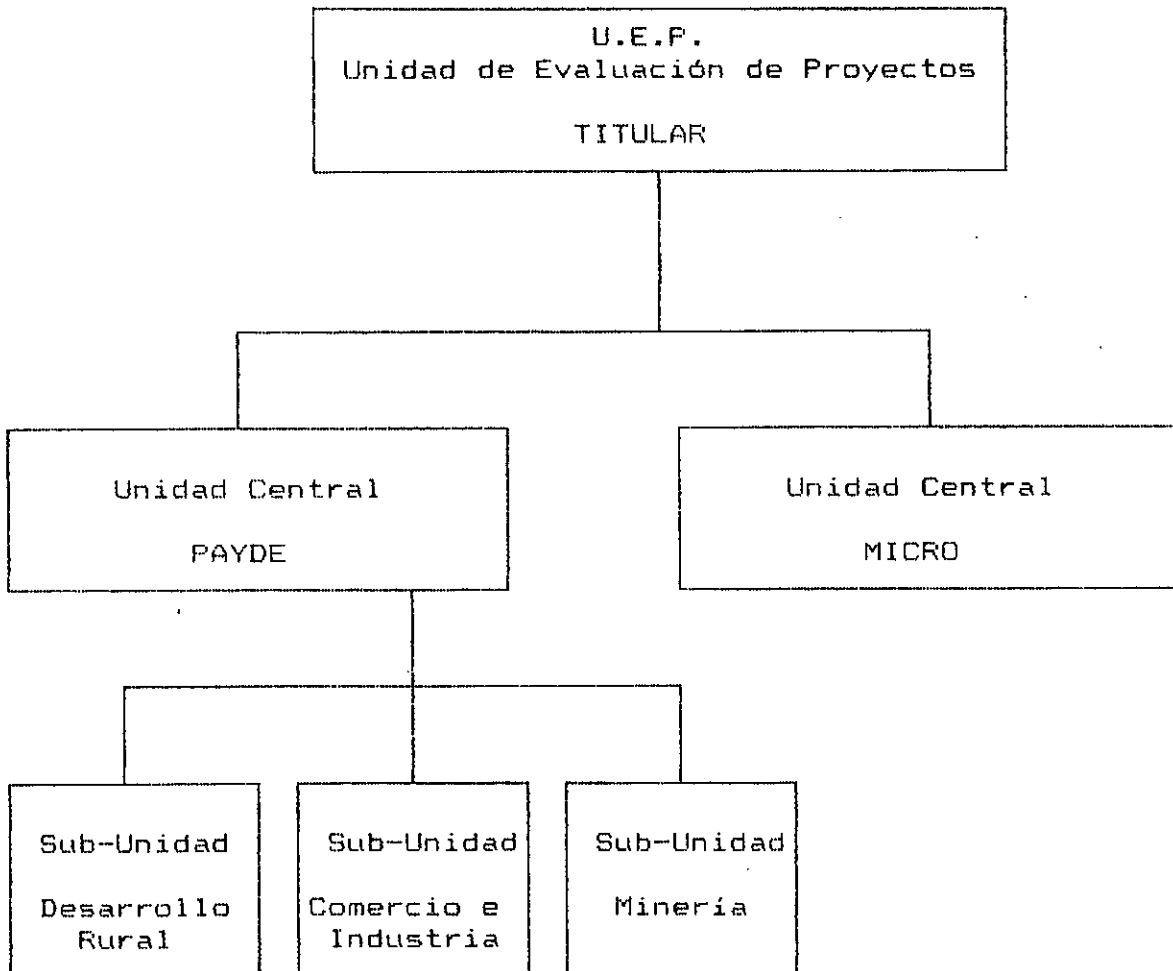 U.E.P.
Unidad de Evaluación de Proyectos
TITULAR
Unidad Central
PAYDE
Unidad Central
MICRO
Sub-Unidad
Desarrollo
Rural
Sub-Unidad
Comercio e
Industria
Sub-Unidad
Minería